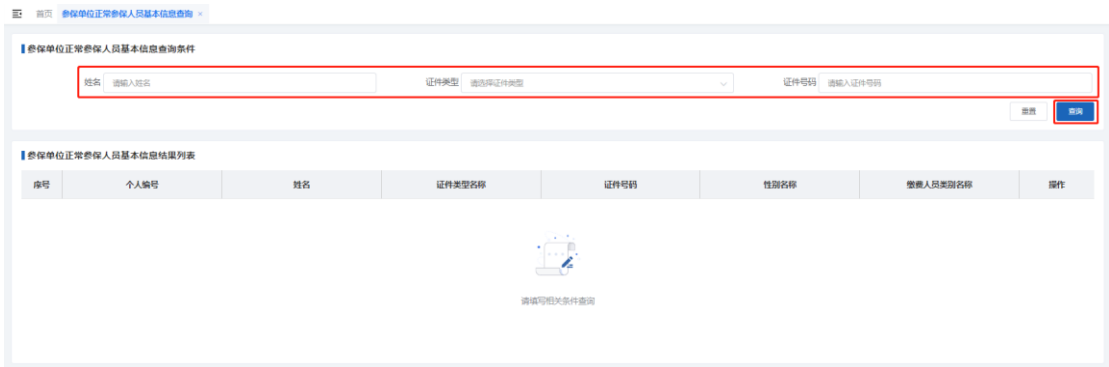 首页 参保单位正常参保人员基本信息查询 ×
参保单位正常参保人员基本信息查询条件
姓名 请输入姓名 证件类型 请选择证件类型 证件号码 请输入证件号码
重置 查询
参保单位正常参保人员基本信息结果列表
序号 个人编号 姓名 证件类型名称 证件号码 性别名称 缴费人员类别名称 操作
请填写相关条件查询